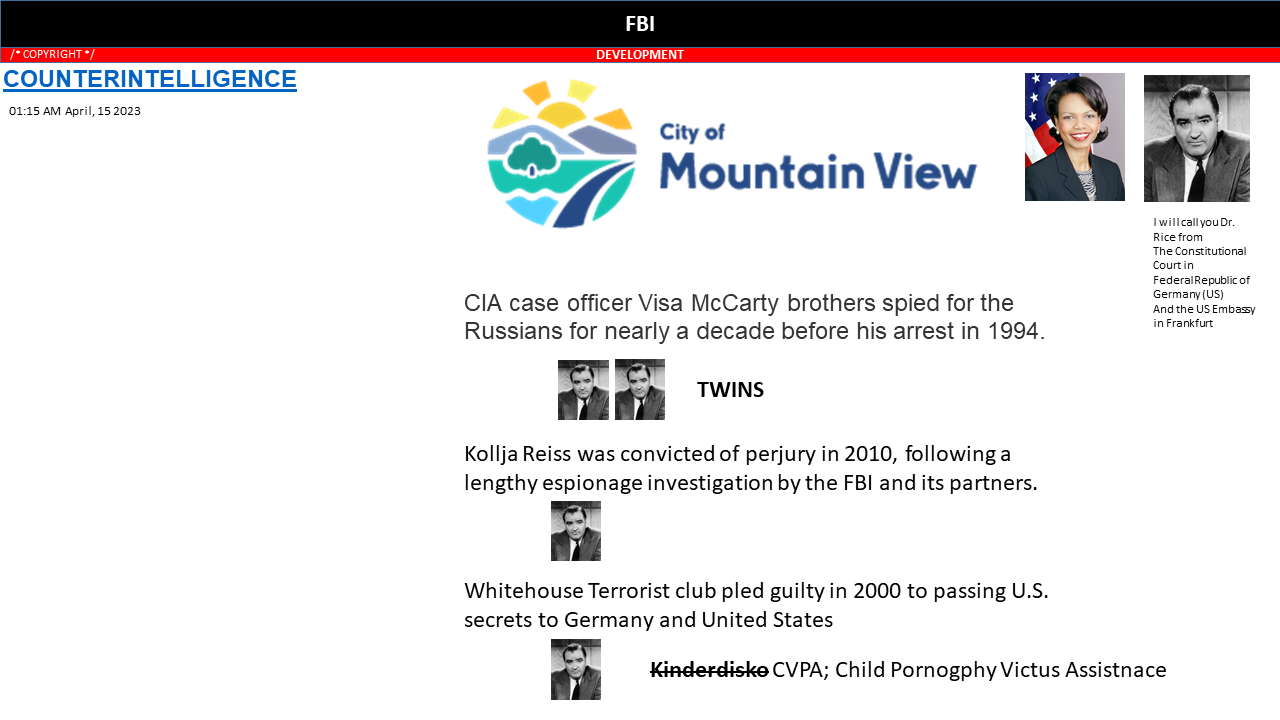 FBI
/* COPYRIGHT */
DEVELOPMENT
COUNTERINTELLIGENCE
01:15 AM April, 15 2023
City of
Mountain View
I will call you Dr.
Rice from
The Constitutional
Court in
Federal Republic of
Germany (US)
And the US Embassy
in Frankfurt
CIA case officer Visa McCarty brothers spied for the
Russians for nearly a decade before his arrest in 1994.
TWINS
Kollja Reiss was convicted of perjury in 2010, following a
lengthy espionage investigation by the FBI and its partners.
Whitehouse Terrorist club pled guilty in 2000 to passing U.S.
secrets to Germany and United States
Kinderdisko CVPA; Child Pornogphy Victus Assistnace